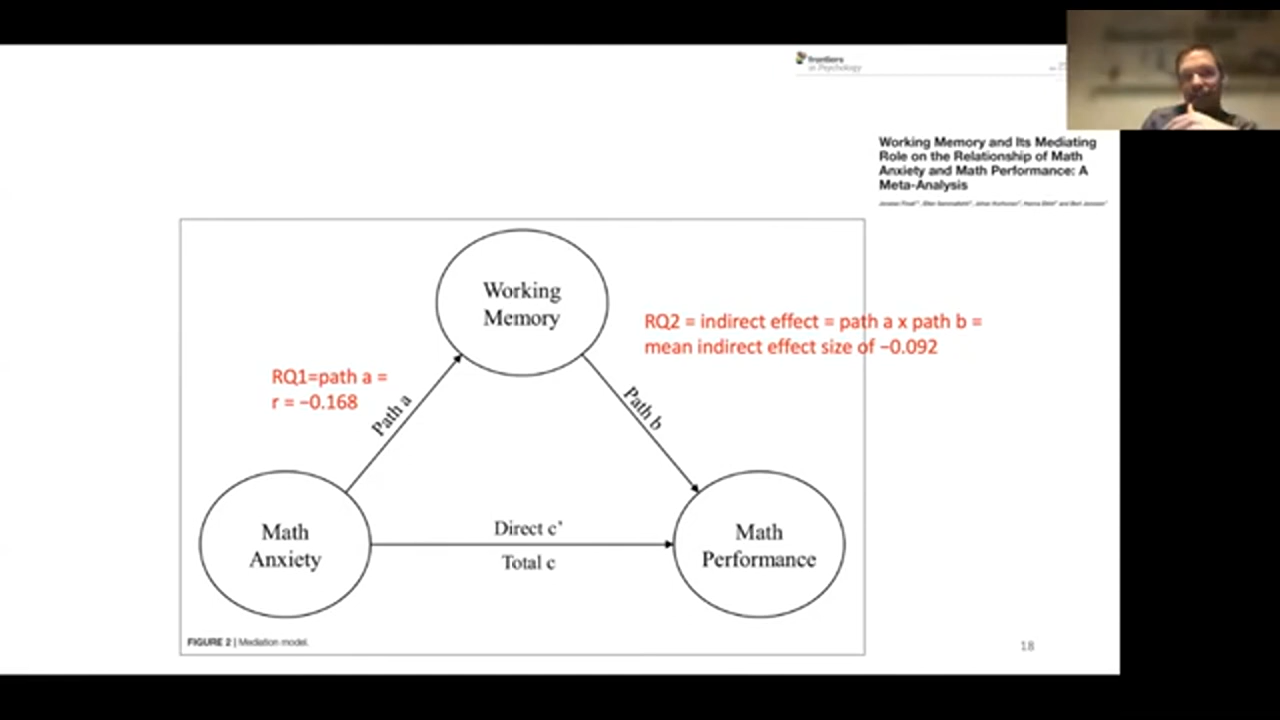 frontiers
in Psychology
Working Memory and Its Mediating
Role on the Relationship of Math
Anxiety and Math Performance: A
Meta-Analysis
Working
Memory
RQ2 = indirect effect = path a x path b =
mean indirect effect size of −0.092
RQ1=path a =
r = −0.168
Path a
Path b
Math
Anxiety
Direct c’
Total c
Math
Performance
FIGURE 2 | Mediation model.
18